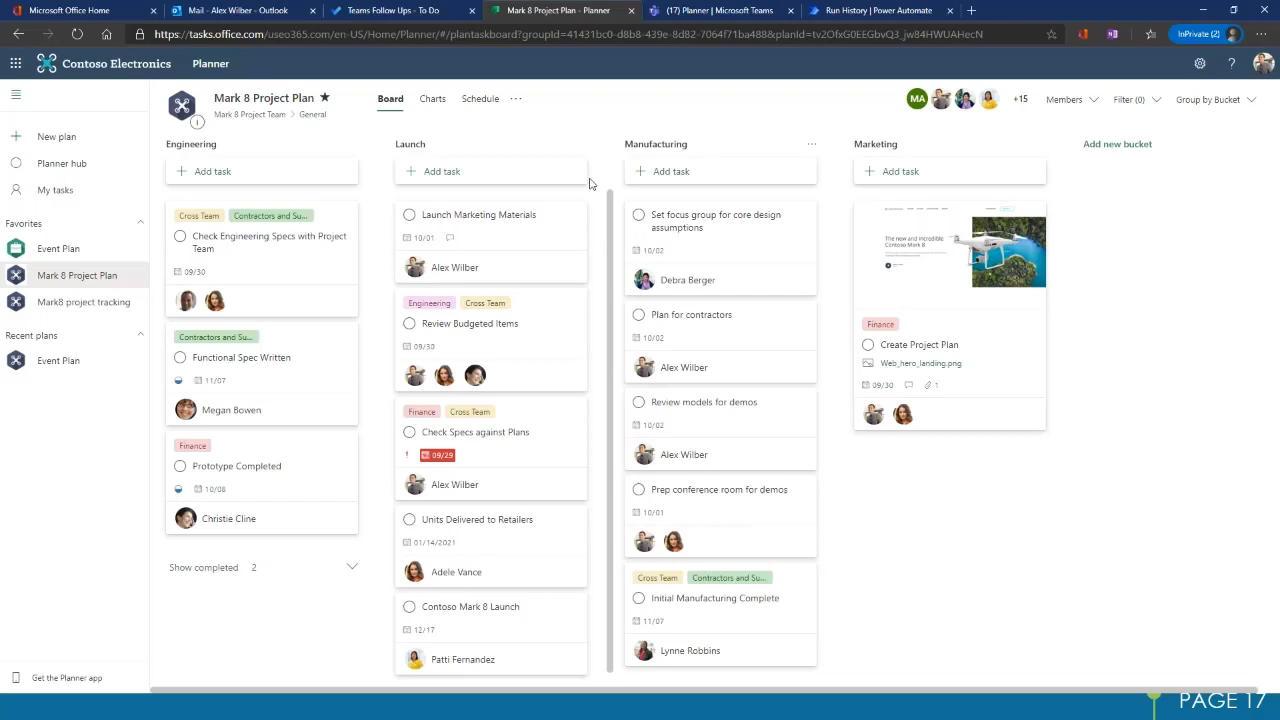 Microsoft Office Home
Mail - Alex Wilber - Outlook
Teams Follow Ups - To Do
Mark 8 Project Plan - Planner
(17) Planner | Microsoft Teams
Run History | Power Automate
https://tasks.office.com/useo365.com/en-US/Home/Planner/#/plantaskboard?groupId=41431bc0-d8b8-439e-8d82-7064f71ba488&planId=tv2OfxG0EEGbvQ3_jw84HWUAHecN
InPrivate (2)
Contoso Electronics
Planner
New plan
Planner hub
My tasks
Favorites
Event Plan
Mark 8 Project Plan
Mark8 project tracking
Recent plans
Event Plan
Get the Planner app
Mark 8 Project Plan
Mark 8 Project Team > General
Board
Charts
Schedule
MA
+15
Members
Filter (0)
Group by Bucket
Engineering
Add task
Cross Team
Contractors and Su...
Check Engineering Specs with Project
Team
09/30
Contractors and Su...
Functional Spec Written
11/07
Megan Bowen
Finance
Prototype Completed
10/08
Christie Cline
Show completed 2
Launch
Add task
Launch Marketing Materials
10/01
Alex Wilber
Engineering
Cross Team
Review Budgeted Items
09/30
Finance
Cross Team
Check Specs against Plans
! 09/29
Alex Wilber
Units Delivered to Retailers
01/14/2021
Adele Vance
Contoso Mark 8 Launch
12/17
Patti Fernandez
Manufacturing
Add task
Set focus group for new design
assumptions
10/02
Debra Berger
Plan for contractors
10/02
Alex Wilber
Review models for demos
10/02
Alex Wilber
Prep conference room for demos
10/01
Cross Team
Contractors and Su...
Initial Manufacturing Complete
11/07
Lynne Robbins
Marketing
Add task
The new and incredible
Contoso Mark 8
Finance
Create Project Plan
Web_hero_landing.png
09/30
1
Add new bucket
PAGE 17